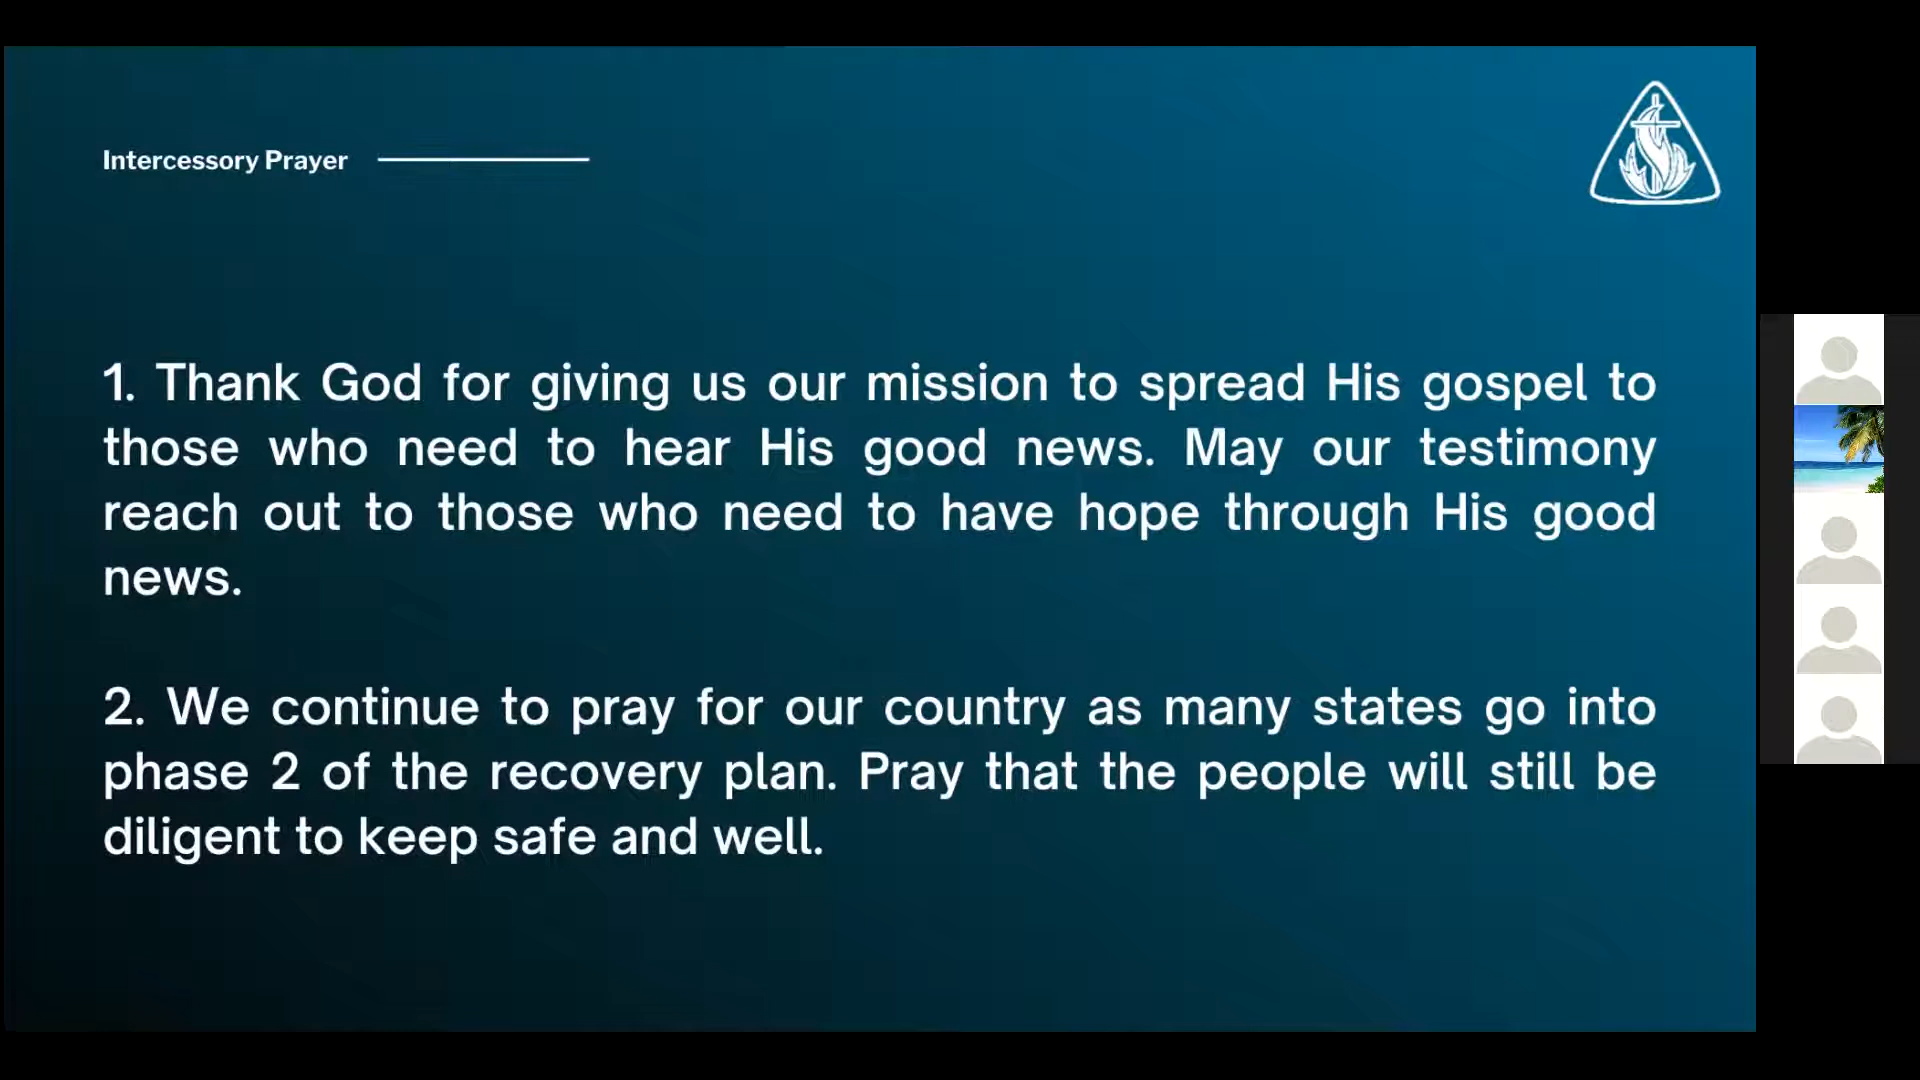 Intercessory Prayer
1. Thank God for giving us our mission to spread His gospel to
those who need to hear His good news. May our testimony
reach out to those who need to have hope through His good
news.
2. We continue to pray for our country as many states go into
phase 2 of the recovery plan. Pray that the people will still be
diligent to keep safe and well.